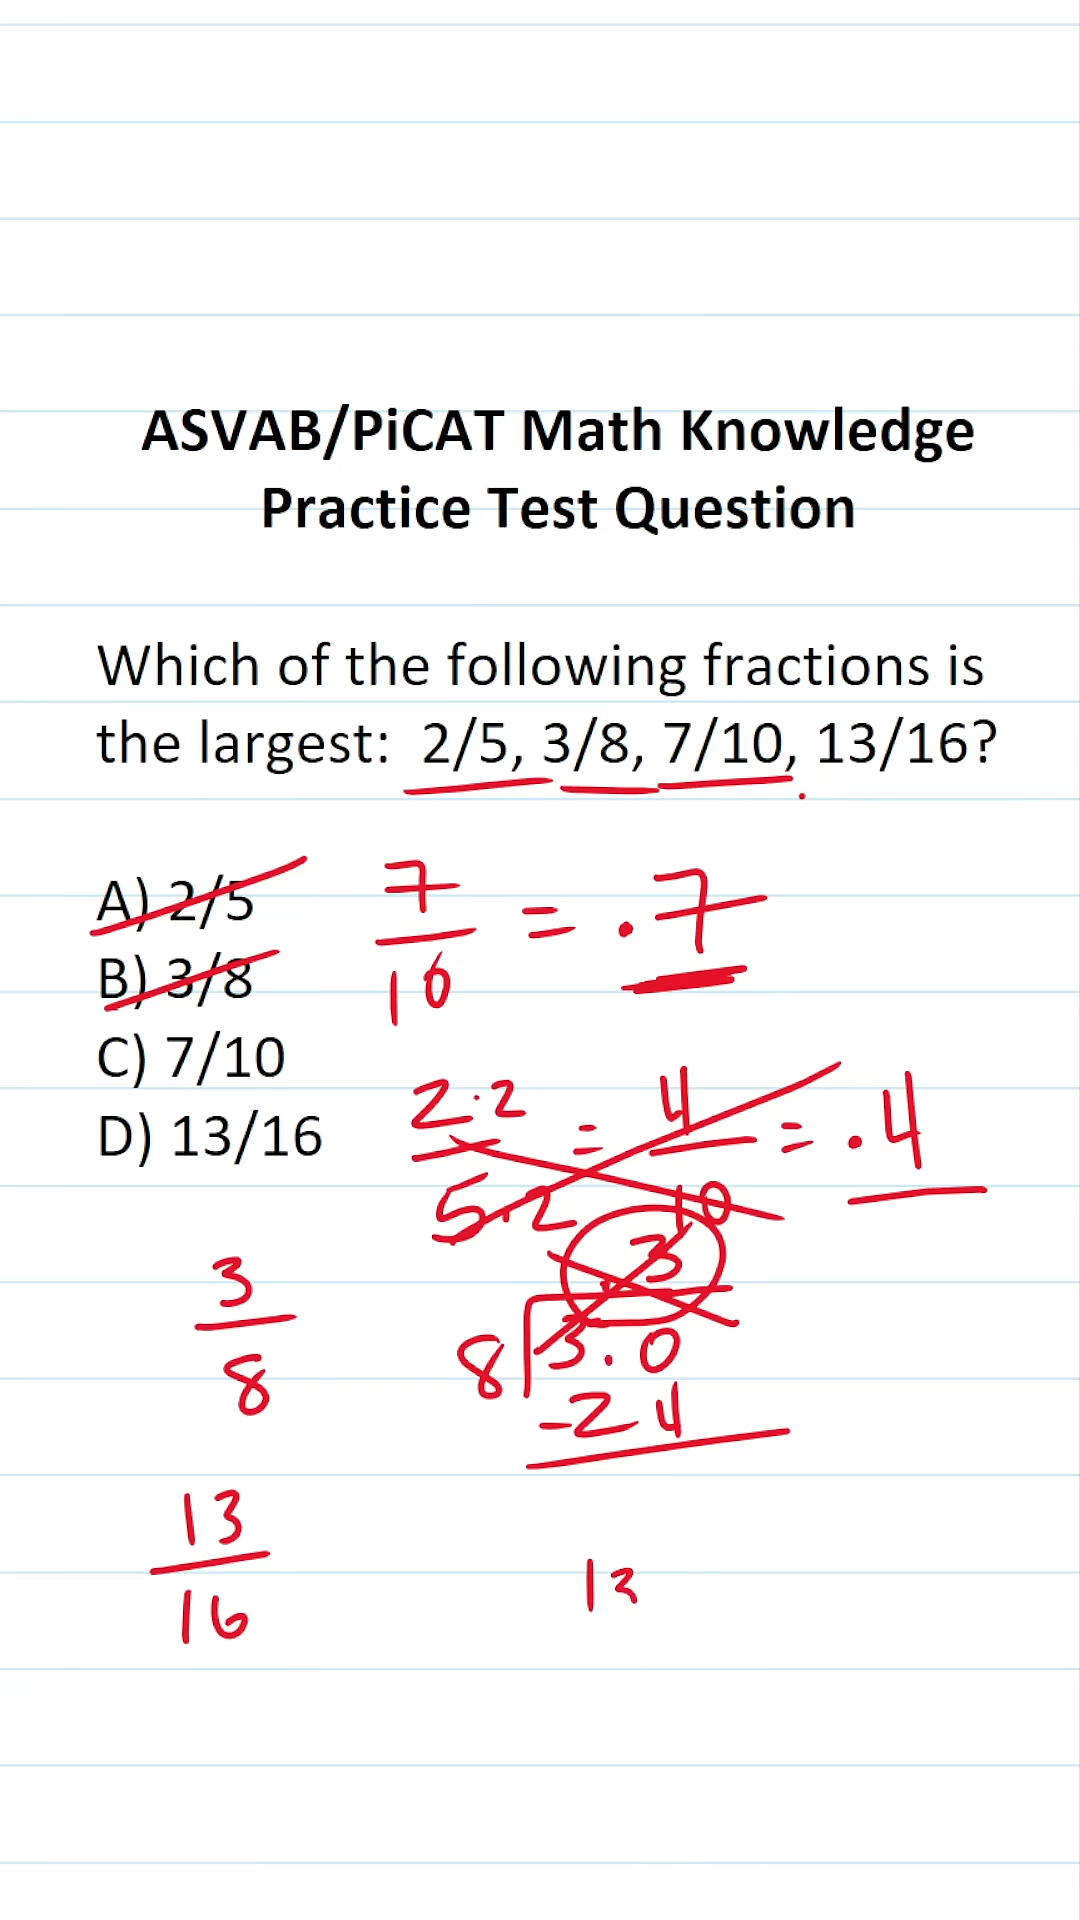 ASVAB/PiCAT Math Knowledge
Practice Test Question
Which of the following fractions is
the largest: 2/5, 3/8, 7/10, 13/16?
A) 2/5
B) 3/8
C) 7/10
D) 13/16
7/10 = .7
2·2/5·2 = 4/10 = .4
3/8
.3
8 3.0
-24
13/16
13